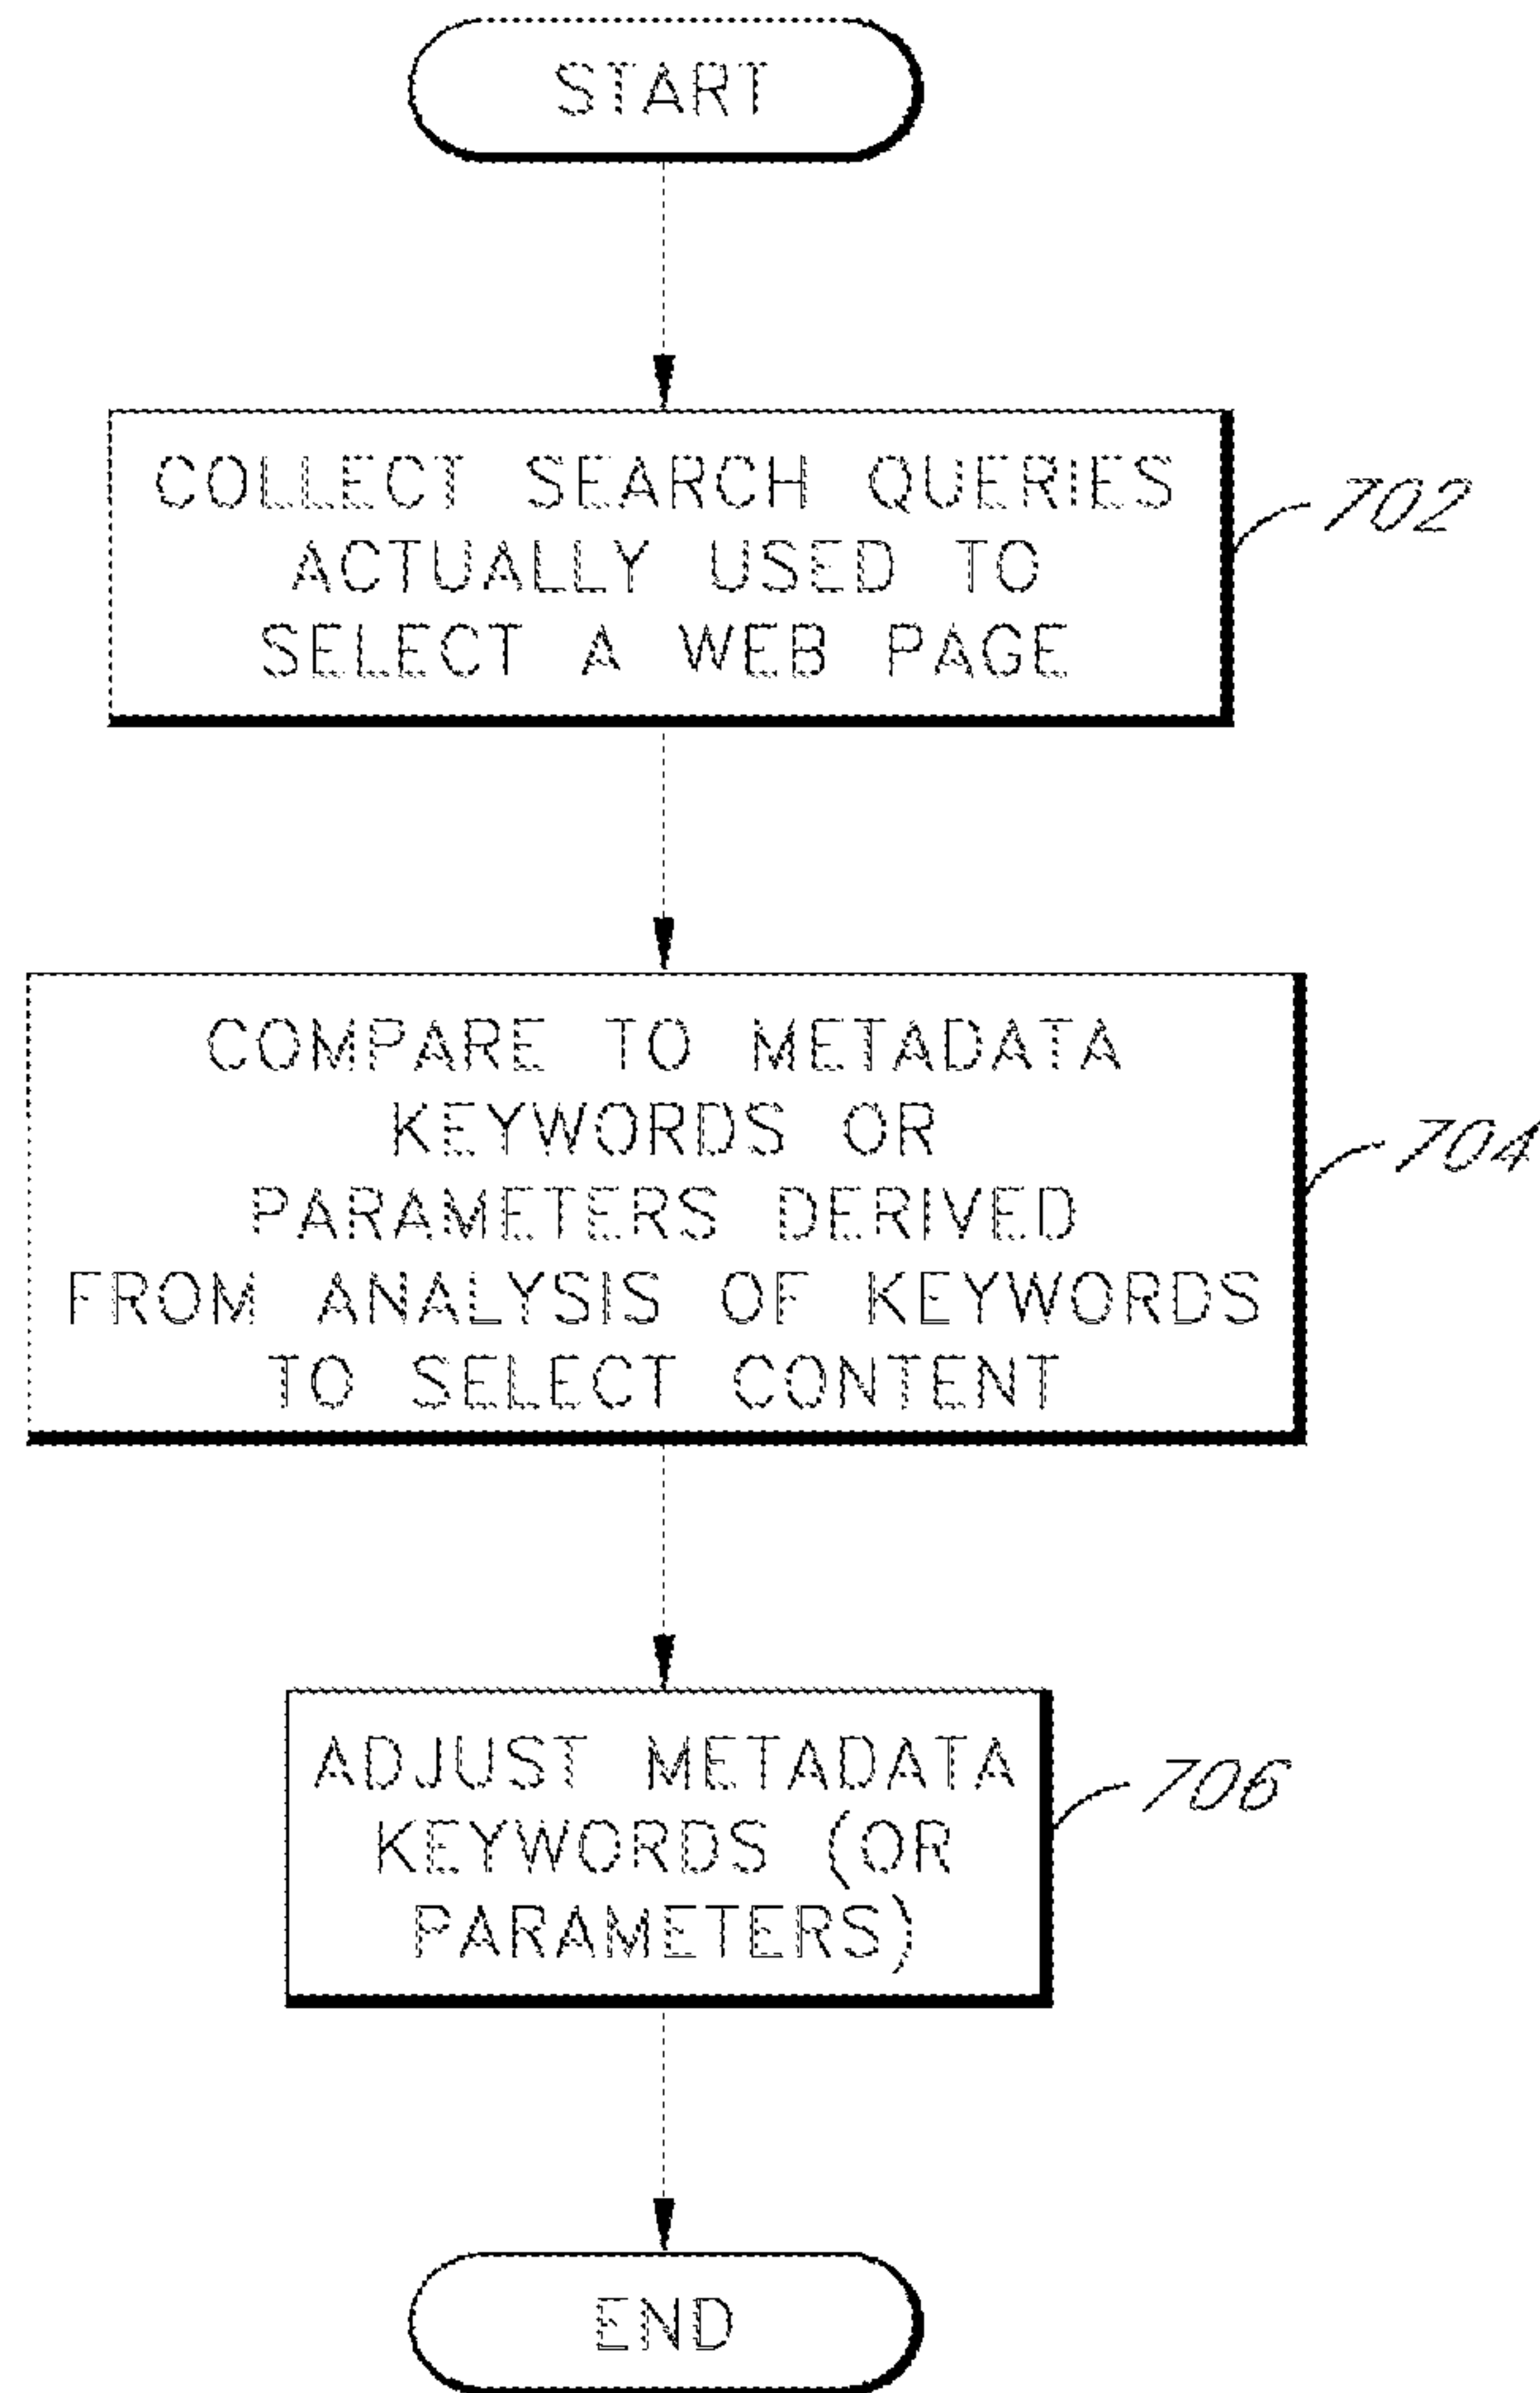 START
COLLECT SEARCH QUERIES
ACTUALLY USED TO
SELECT A WEB PAGE
702
COMPARE TO METADATA
KEYWORDS OR
PARAMETERS DERIVED
FROM ANALYSIS OF KEYWORDS
TO SELECT CONTENT
704
ADJUST METADATA
KEYWORDS (OR
PARAMETERS)
706
END